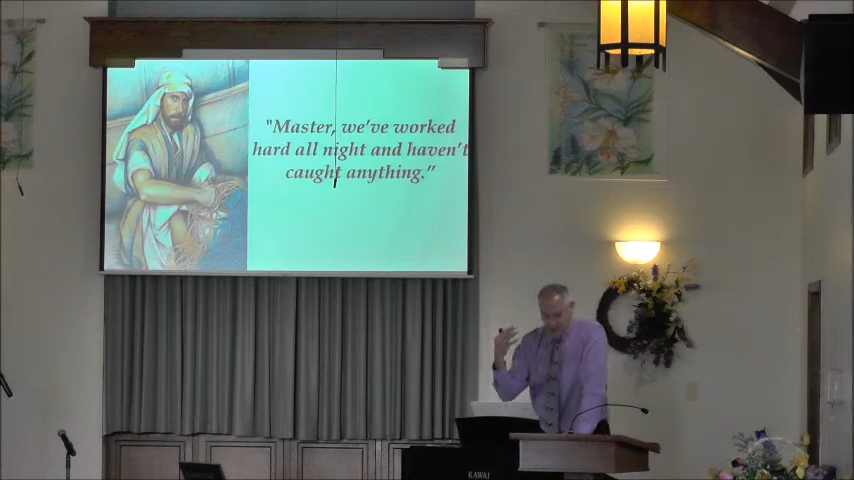 "Master, we've worked
hard all night and haven't
caught anything."
KAWAI